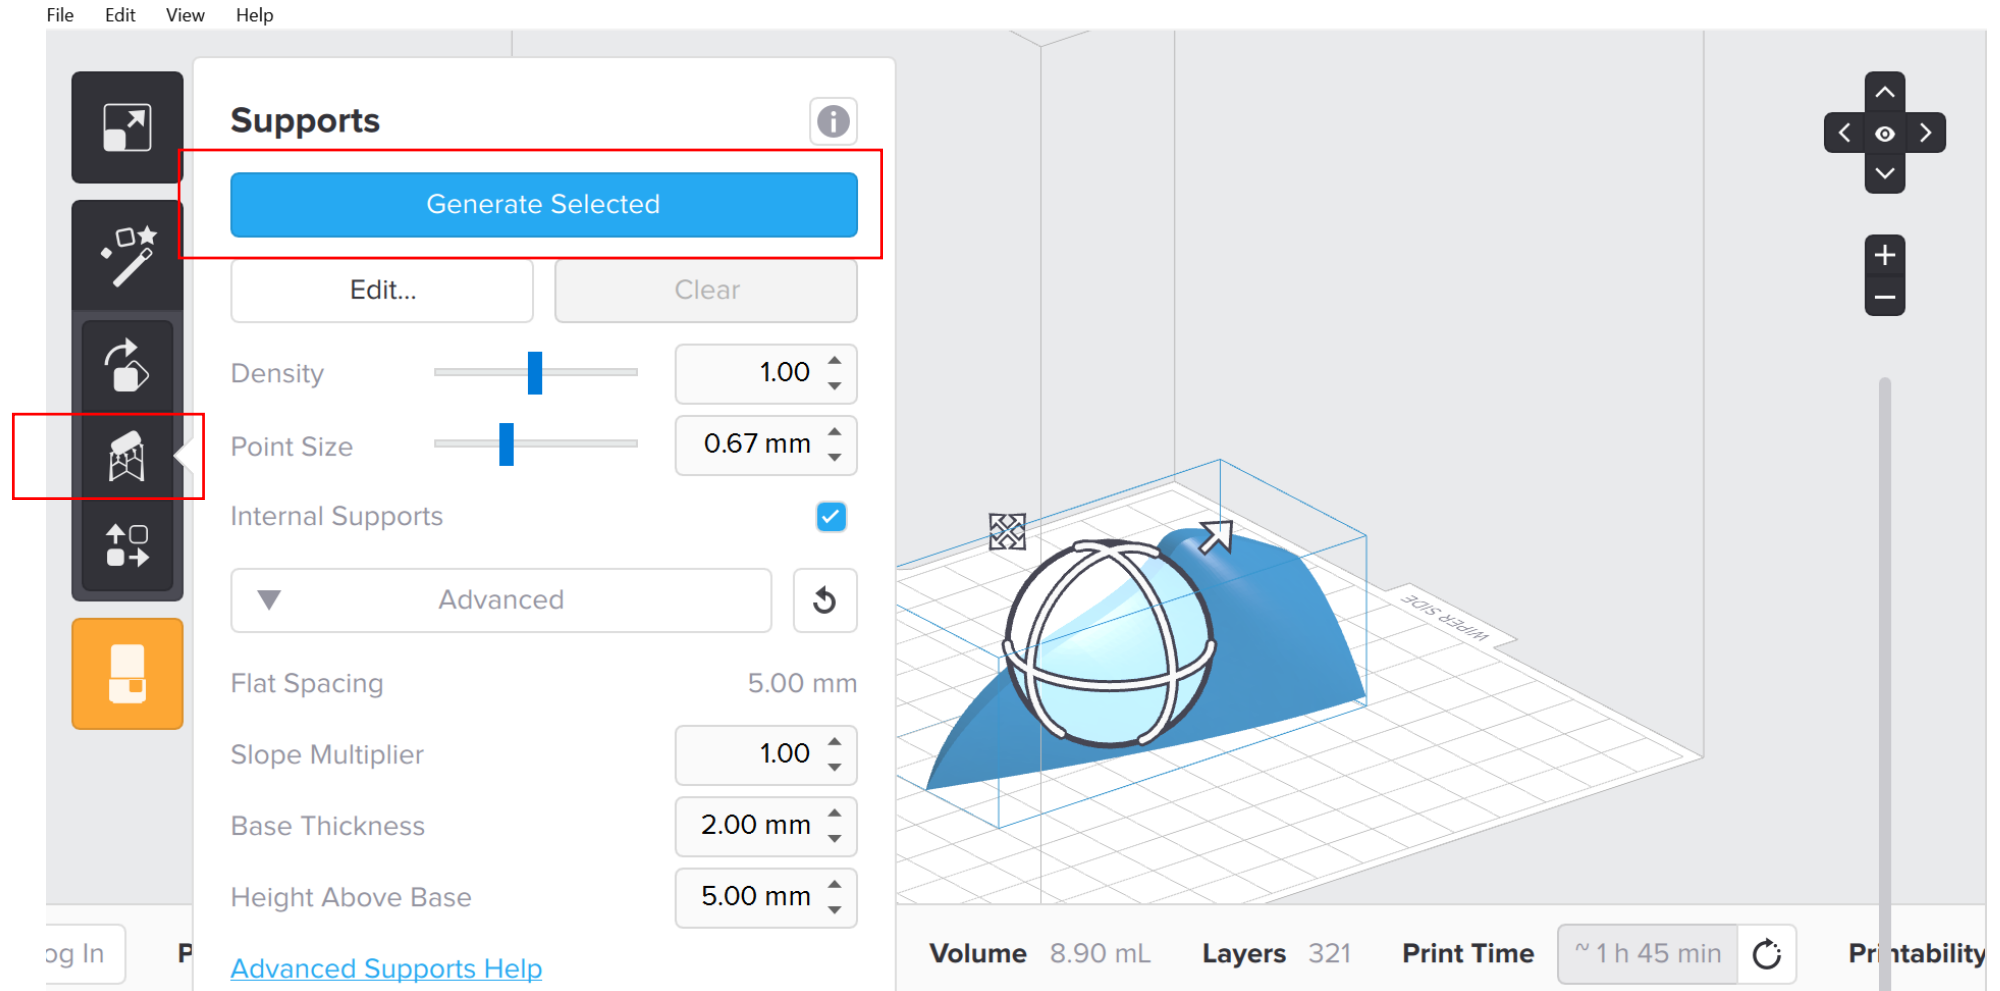 File Edit View Help
Supports
Generate Selected
Edit...
Clear
Density 1.00
Point Size 0.67 mm
Internal Supports
Advanced
Flat Spacing 5.00 mm
Slope Multiplier 1.00
Base Thickness 2.00 mm
Height Above Base 5.00 mm
Advanced Supports Help
WIPER SIDE
og In P Volume 8.90 mL Layers 321 Print Time ~1 h 45 min Printability